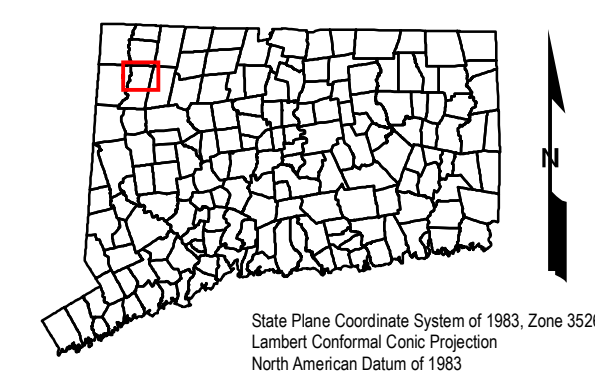 N
State Plane Coordinate System of 1983, Zone 3526
Lambert Conformal Conic Projection
North American Datum of 1983